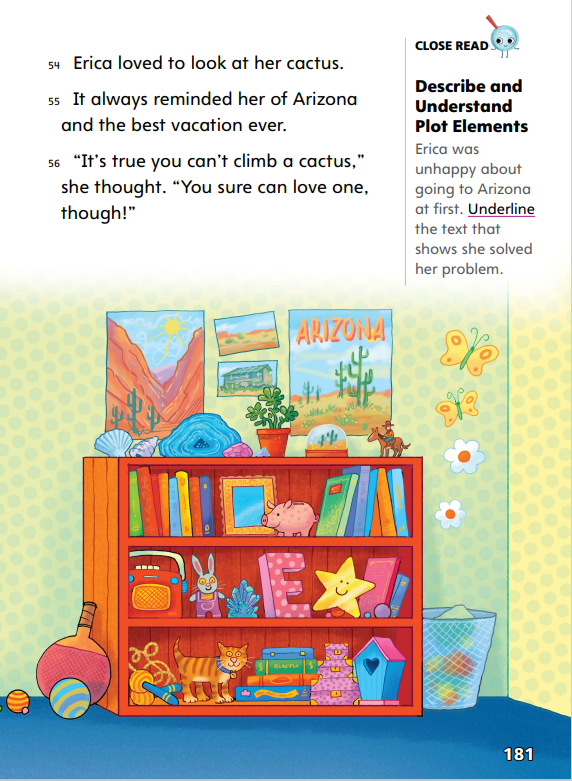 54 Erica loved to look at her cactus.
55 It always reminded her of Arizona
and the best vacation ever.
56 “It’s true you can’t climb a cactus,”
she thought. “You sure can love one,
though!”
CLOSE READ
Describe and
Understand
Plot Elements
Erica was
unhappy about
going to Arizona
at first. Underline
the text that
shows she solved
her problem.
ARIZONA
E
181